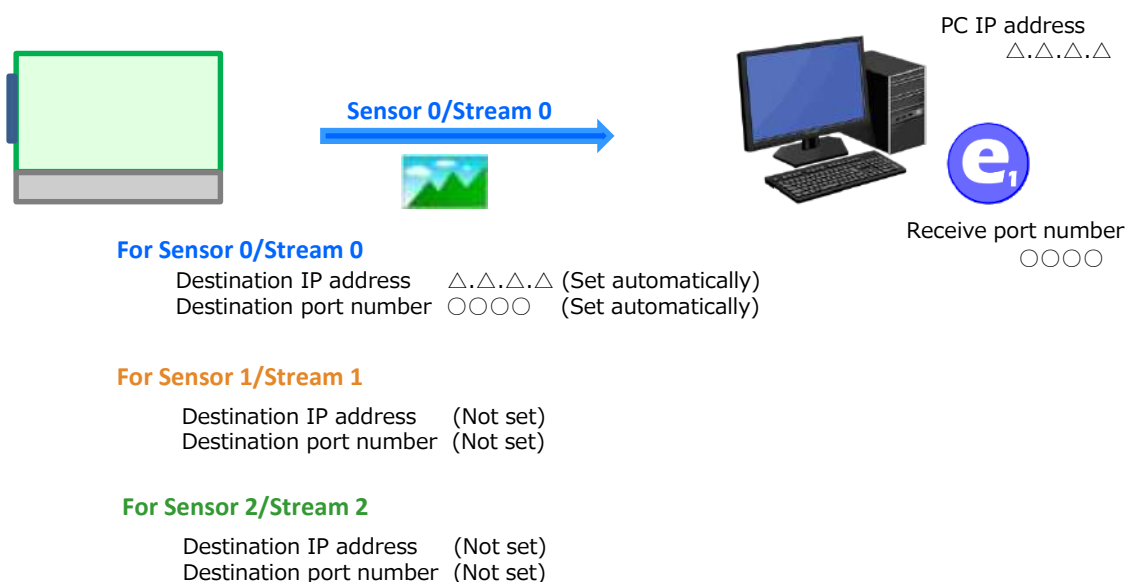 PC IP address
△.△.△.△
Sensor 0/Stream 0
e1
Receive port number
○○○○
For Sensor 0/Stream 0
Destination IP address △.△.△.△ (Set automatically)
Destination port number ○○○○ (Set automatically)
For Sensor 1/Stream 1
Destination IP address (Not set)
Destination port number (Not set)
For Sensor 2/Stream 2
Destination IP address (Not set)
Destination port number (Not set)